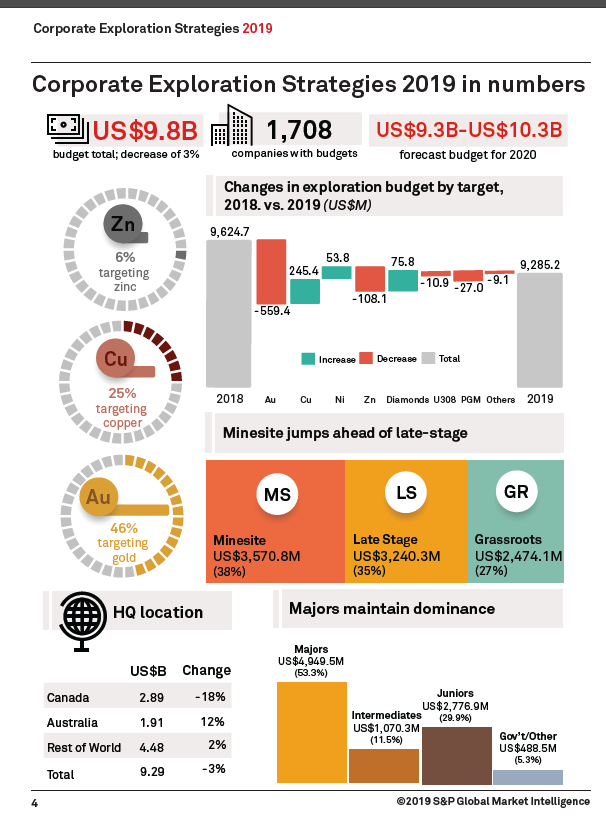 Corporate Exploration Strategies 2019
Corporate Exploration Strategies 2019 in numbers
US$9.8B
budget total; decrease of 3%
1,708
companies with budgets
US$9.3B-US$10.3B
forecast budget for 2020
Zn
6%
targeting
zinc
Cu
25%
targeting
copper
Au
46%
targeting
gold
Changes in exploration budget by target,
2018. vs. 2019 (US$M)
9,624.7
-559.4
245.4
53.8
-108.1
75.8
-10.9
-27.0
-9.1
9,285.2
Increase Decrease Total
2018 Au Cu Ni Zn Diamonds U308 PGM Others 2019
Minesite jumps ahead of late-stage
MS
Minesite
US$3,570.8M
(38%)
LS
Late Stage
US$3,240.3M
(35%)
GR
Grassroots
US$2,474.1M
(27%)
HQ location
US$B Change
Canada 2.89 -18%
Australia 1.91 12%
Rest of World 4.48 2%
Total 9.29 -3%
Majors maintain dominance
Majors
US$4,949.5M
(53.3%)
Intermediates
US$1,070.3M
(11.5%)
Juniors
US$2,776.9M
(29.9%)
Gov't/Other
US$488.5M
(5.3%)
4
©2019 S&P Global Market Intelligence